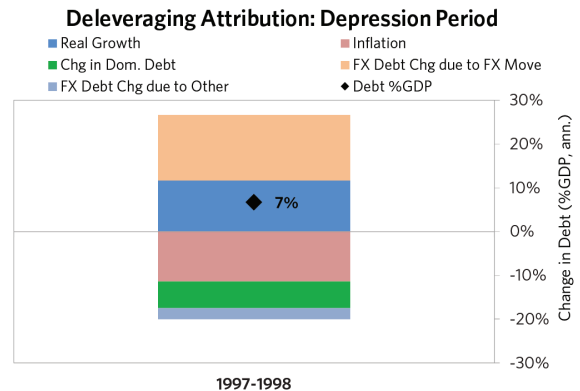 Deleveraging Attribution: Depression Period
Real Growth
Inflation
Chg in Dom. Debt
FX Debt Chg due to FX Move
FX Debt Chg due to Other
Debt %GDP
30%
20%
10%
0%
-10%
-20%
-30%
Change in Debt (%GDP, ann.)
7%
1997-1998